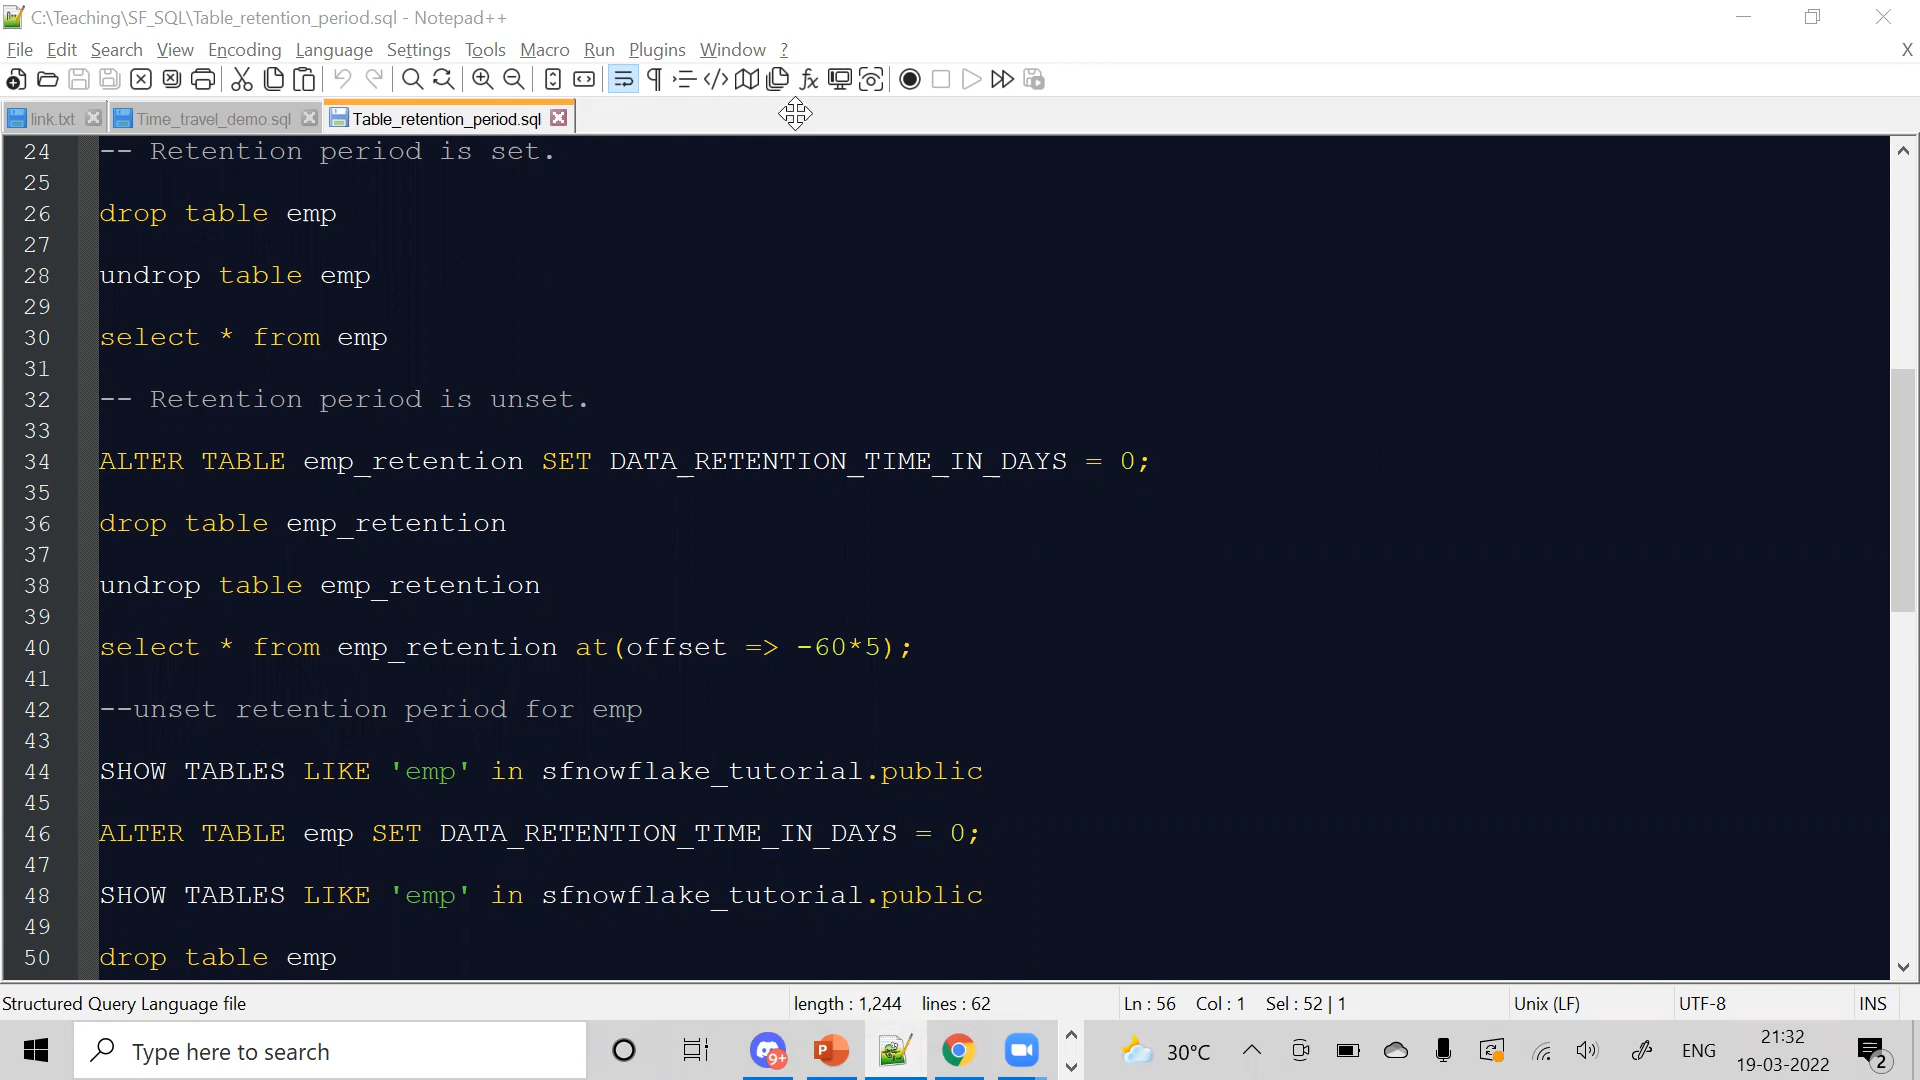 C:\Teaching\SF_SQL\Table_retention_period.sql - Notepad++
File Edit Search View Encoding Language Settings Tools Macro Run Plugins Window ? X
link.txt Time_travel_demo.sql Table_retention_period.sql
24 -- Retention period is set.
25
26 drop table emp
27
28 undrop table emp
29
30 select * from emp
31
32 -- Retention period is unset.
33
34 ALTER TABLE emp_retention SET DATA_RETENTION_TIME_IN_DAYS = 0;
35
36 drop table emp_retention
37
38 undrop table emp_retention
39
40 select * from emp_retention at(offset => -60*5);
41
42 --unset retention period for emp
43
44 SHOW TABLES LIKE 'emp' in sfnowflake_tutorial.public
45
46 ALTER TABLE emp SET DATA_RETENTION_TIME_IN_DAYS = 0;
47
48 SHOW TABLES LIKE 'emp' in sfnowflake_tutorial.public
49
50 drop table emp
Structured Query Language file length : 1,244 lines : 62 Ln : 56 Col : 1 Sel : 52 | 1 Unix (LF) UTF-8 INS
Type here to search 9+ 30°C ENG 21:32
19-03-2022 2